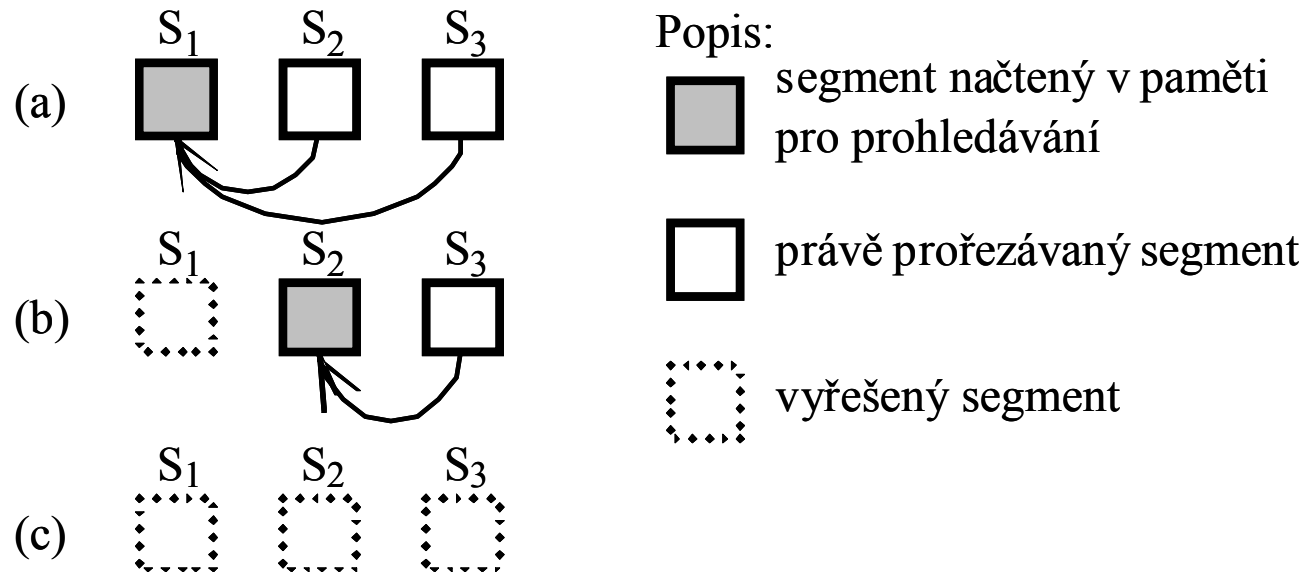 S1 S2 S3
(a)
S1 S2 S3
(b)
S1 S2 S3
(c)
Popis:
segment načtený v paměti
pro prohledávání
právě prořezávaný segment
vyřešený segment